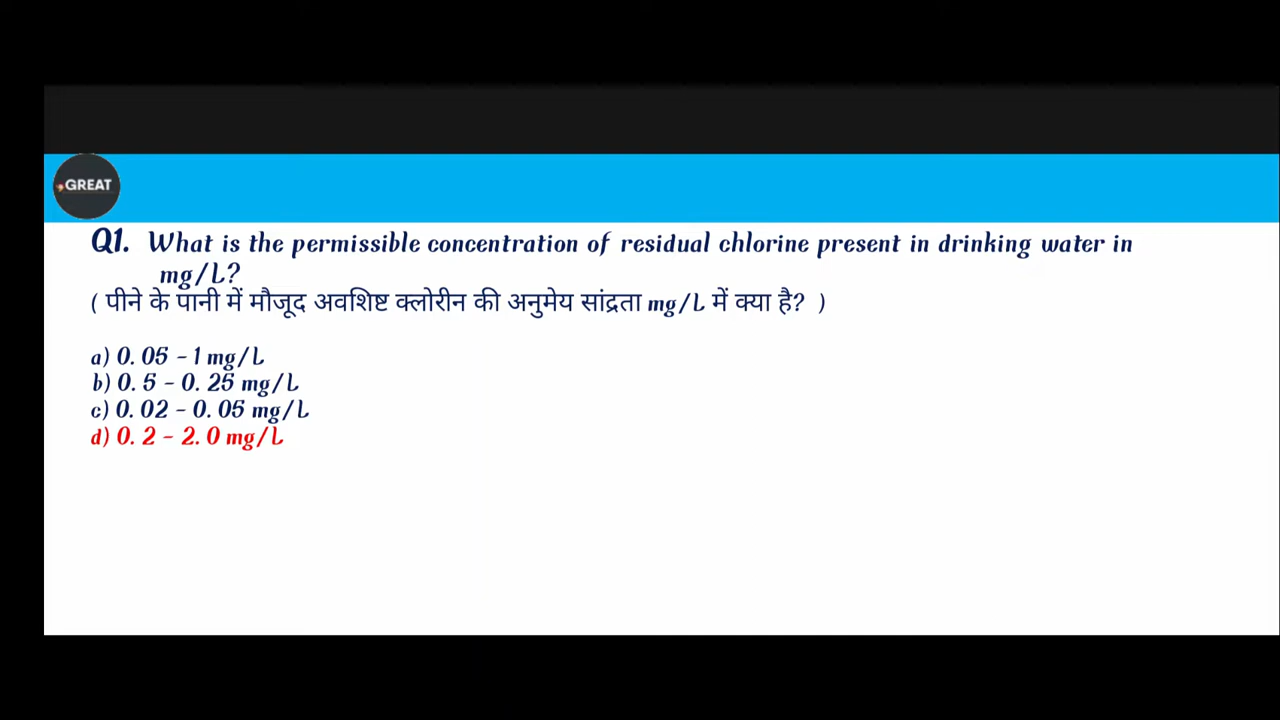 GREAT
Q1. What is the permissible concentration of residual chlorine present in drinking water in
mg/L?
( पीने के पानी में मौजूद अवशिष्ट क्लोरीन की अनुमेय सांद्रता mg/L में क्या है? )
a) 0. 05 - 1 mg/L
b) 0. 5 - 0. 25 mg/L
c) 0. 02 - 0. 05 mg/L
d) 0. 2 - 2. 0 mg/L